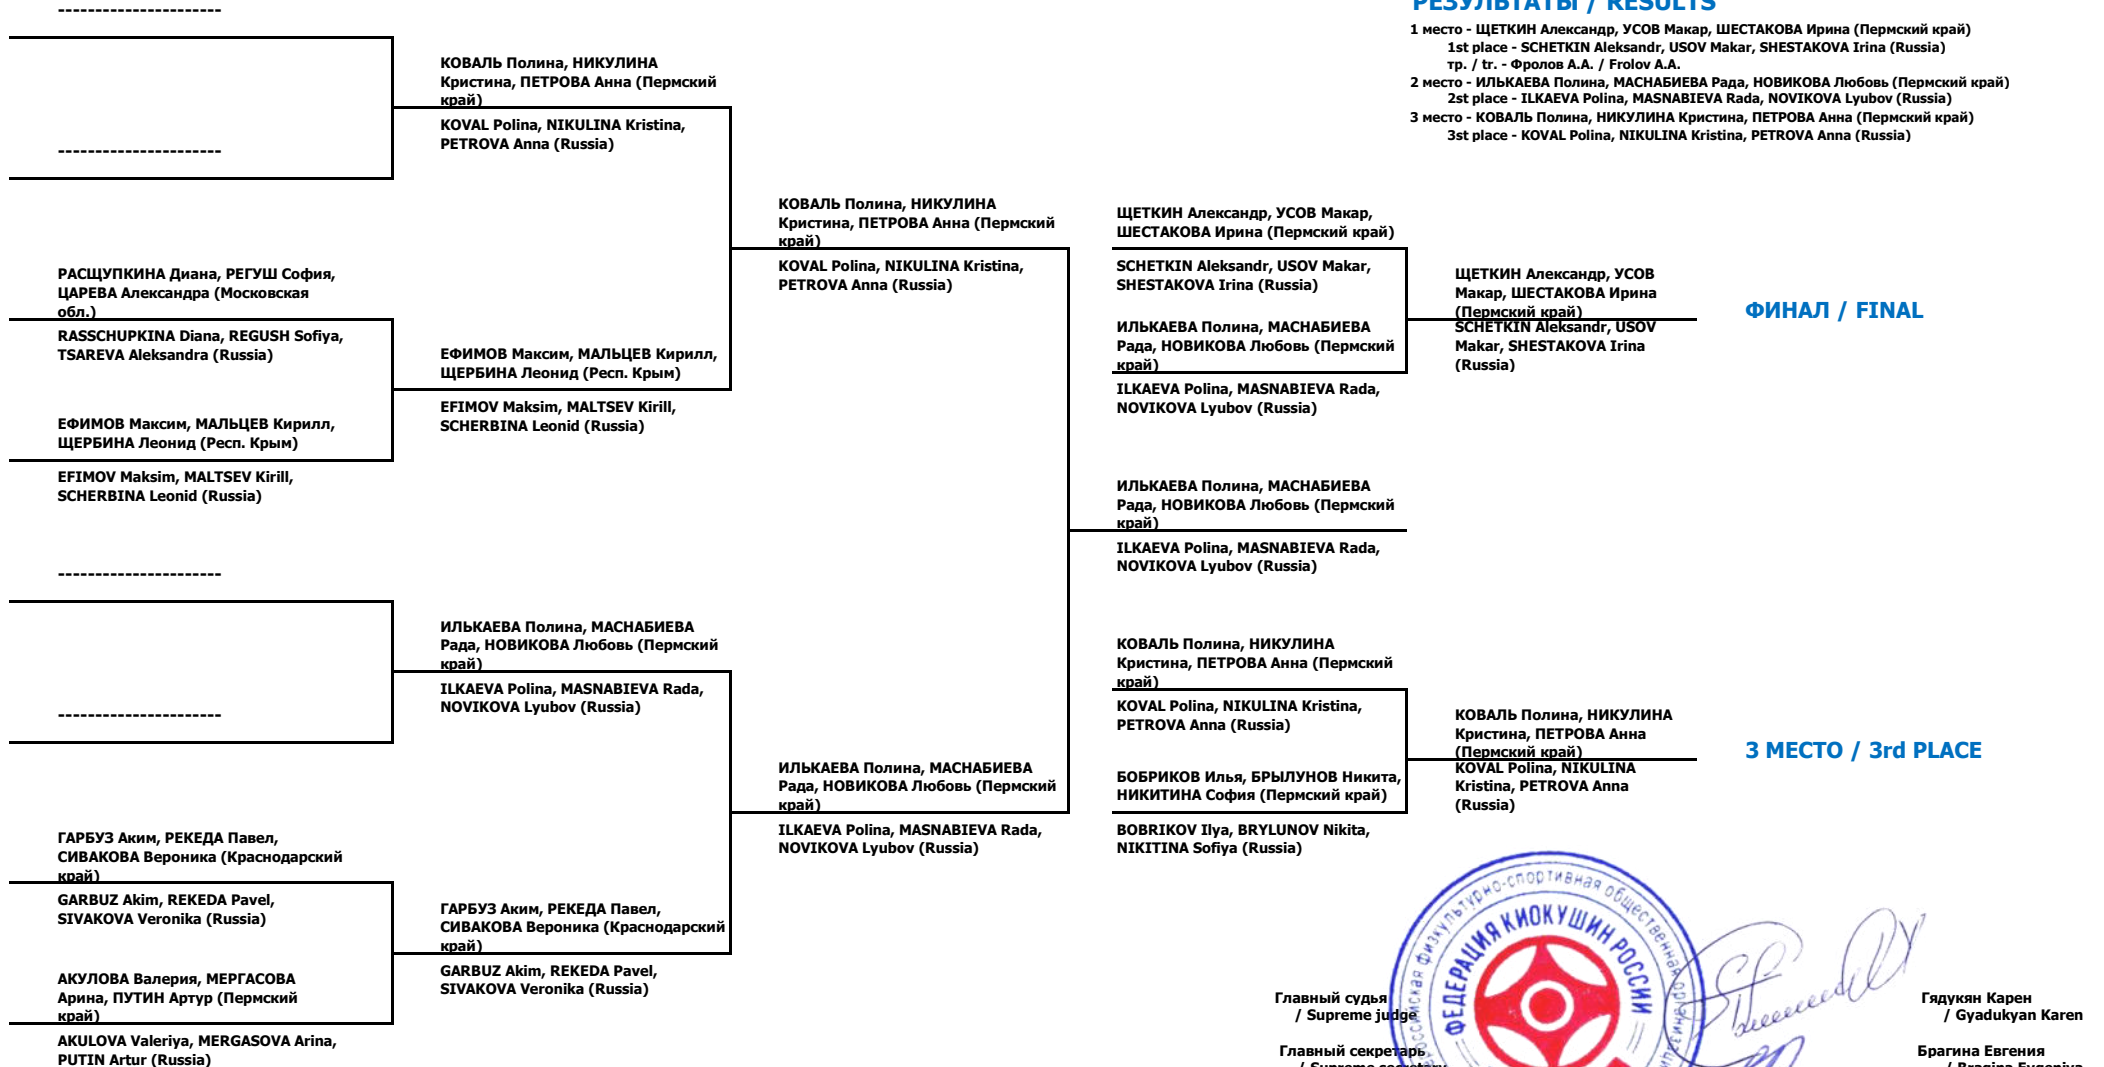 ----------------------
----------------------
РАСЩУПКИНА Диана, РЕГУШ София,
ЦАРЕВА Александра (Московская
обл.)
RASSCHUPKINA Diana, REGUSH Sofiya,
TSAREVA Aleksandra (Russia)
ЕФИМОВ Максим, МАЛЬЦЕВ Кирилл,
ЩЕРБИНА Леонид (Респ. Крым)
EFIMOV Maksim, MALTSEV Kirill,
SCHERBINA Leonid (Russia)
----------------------
----------------------
ГАРБУЗ Аким, РЕКЕДА Павел,
СИВАКОВА Вероника (Краснодарский
край)
GARBUZ Akim, REKEDA Pavel,
SIVAKOVA Veronika (Russia)
АКУЛОВА Валерия, МЕРГАСОВА
Арина, ПУТИН Артур (Пермский
край)
AKULOVA Valeriya, MERGASOVA Arina,
PUTIN Artur (Russia)
КОВАЛЬ Полина, НИКУЛИНА
Кристина, ПЕТРОВА Анна (Пермский
край)
KOVAL Polina, NIKULINA Kristina,
PETROVA Anna (Russia)
ЕФИМОВ Максим, МАЛЬЦЕВ Кирилл,
ЩЕРБИНА Леонид (Респ. Крым)
EFIMOV Maksim, MALTSEV Kirill,
SCHERBINA Leonid (Russia)
ИЛЬКАЕВА Полина, МАСНАБИЕВА
Рада, НОВИКОВА Любовь (Пермский
край)
ILKAEVA Polina, MASNABIEVA Rada,
NOVIKOVA Lyubov (Russia)
ГАРБУЗ Аким, РЕКЕДА Павел,
СИВАКОВА Вероника (Краснодарский
край)
GARBUZ Akim, REKEDA Pavel,
SIVAKOVA Veronika (Russia)
КОВАЛЬ Полина, НИКУЛИНА
Кристина, ПЕТРОВА Анна (Пермский
край)
KOVAL Polina, NIKULINA Kristina,
PETROVA Anna (Russia)
ИЛЬКАЕВА Полина, МАСНАБИЕВА
Рада, НОВИКОВА Любовь (Пермский
край)
ILKAEVA Polina, MASNABIEVA Rada,
NOVIKOVA Lyubov (Russia)
РЕЗУЛЬТАТЫ / RESULTS
1 место - ЩЕТКИН Александр, УСОВ Макар, ШЕСТАКОВА Ирина (Пермский край)
1st place - SCHETKIN Aleksandr, USOV Makar, SHESTAKOVA Irina (Russia)
тр. / tr. - Фролов А.А. / Frolov A.A.
2 место - ИЛЬКАЕВА Полина, МАСНАБИЕВА Рада, НОВИКОВА Любовь (Пермский край)
2st place - ILKAEVA Polina, MASNABIEVA Rada, NOVIKOVA Lyubov (Russia)
3 место - КОВАЛЬ Полина, НИКУЛИНА Кристина, ПЕТРОВА Анна (Пермский край)
3st place - KOVAL Polina, NIKULINA Kristina, PETROVA Anna (Russia)
ЩЕТКИН Александр, УСОВ Макар,
ШЕСТАКОВА Ирина (Пермский край)
SCHETKIN Aleksandr, USOV Makar,
SHESTAKOVA Irina (Russia)
ИЛЬКАЕВА Полина, МАСНАБИЕВА
Рада, НОВИКОВА Любовь (Пермский
край)
ILKAEVA Polina, MASNABIEVA Rada,
NOVIKOVA Lyubov (Russia)
ЩЕТКИН Александр, УСОВ
Макар, ШЕСТАКОВА Ирина
(Пермский край)
SCHETKIN Aleksandr, USOV
Makar, SHESTAKOVA Irina
(Russia)
ФИНАЛ / FINAL
ИЛЬКАЕВА Полина, МАСНАБИЕВА
Рада, НОВИКОВА Любовь (Пермский
край)
ILKAEVA Polina, MASNABIEVA Rada,
NOVIKOVA Lyubov (Russia)
КОВАЛЬ Полина, НИКУЛИНА
Кристина, ПЕТРОВА Анна (Пермский
край)
KOVAL Polina, NIKULINA Kristina,
PETROVA Anna (Russia)
БОБРИКОВ Илья, БРЫЛУНОВ Никита,
НИКИТИНА София (Пермский край)
BOBRIKOV Ilya, BRYLUNOV Nikita,
NIKITINA Sofiya (Russia)
КОВАЛЬ Полина, НИКУЛИНА
Кристина, ПЕТРОВА Анна
(Пермский край)
KOVAL Polina, NIKULINA
Kristina, PETROVA Anna
(Russia)
3 МЕСТО / 3rd PLACE
физкультурно-спортивная общественная
ФЕДЕРАЦИЯ КИОКУШИН РОССИИ
Главный судья
/ Supreme judge
Гядукян Карен
/ Gyadukyan Karen
Главный секретарь
/ Supreme secretary
Брагина Евгения
/ Bragina Evgeniya